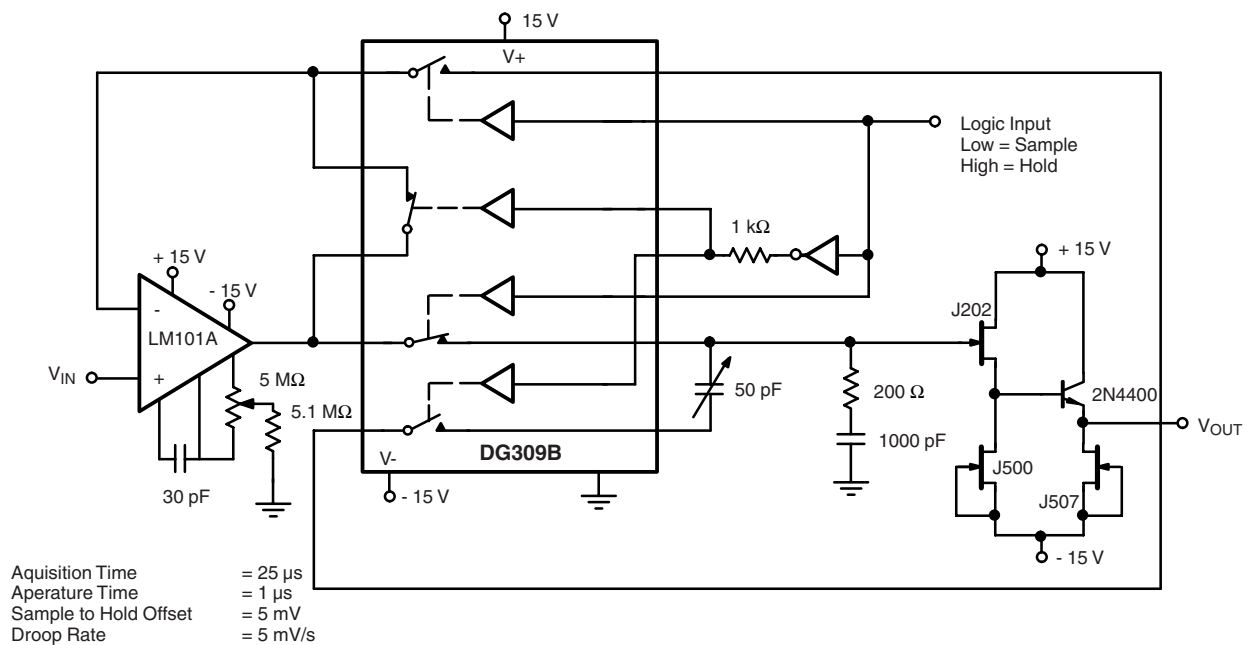 15 V
V+
Logic Input
Low = Sample
High = Hold
1 kΩ
+ 15 V
- 15 V
+ 15 V
J202
-
LM101A
+
VIN
5 MΩ
5.1 MΩ
50 pF
200 Ω
2N4400
VOUT
1000 pF
DG309B
V-
- 15 V
30 pF
J500
J507
- 15 V
Aquisition Time = 25 µs
Aperature Time = 1 µs
Sample to Hold Offset = 5 mV
Droop Rate = 5 mV/s